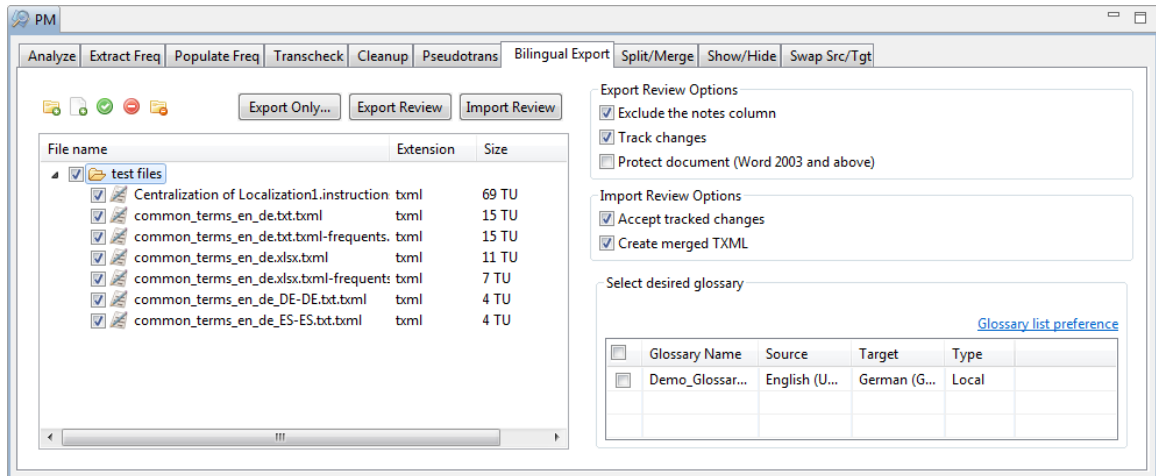 PM
Analyze Extract Freq Populate Freq Transcheck Cleanup Pseudotrans Bilingual Export Split/Merge Show/Hide Swap Src/Tgt
Export Only... Export Review Import Review
File name Extension Size
test files
Centralization of Localization1.instruction txml 69 TU
common_terms_en_de.txt.txml txml 15 TU
common_terms_en_de.txt.txml-frequents. txml 15 TU
common_terms_en_de.xlsx.txml txml 11 TU
common_terms_en_de.xlsx.txml-frequents txml 7 TU
common_terms_en_de_DE-DE.txt.txml txml 4 TU
common_terms_en_de_ES-ES.txt.txml txml 4 TU
Export Review Options
Exclude the notes column
Track changes
Protect document (Word 2003 and above)
Import Review Options
Accept tracked changes
Create merged TXML
Select desired glossary
Glossary list preference
Glossary Name Source Target Type
Demo_Glossar... English (U... German (G... Local